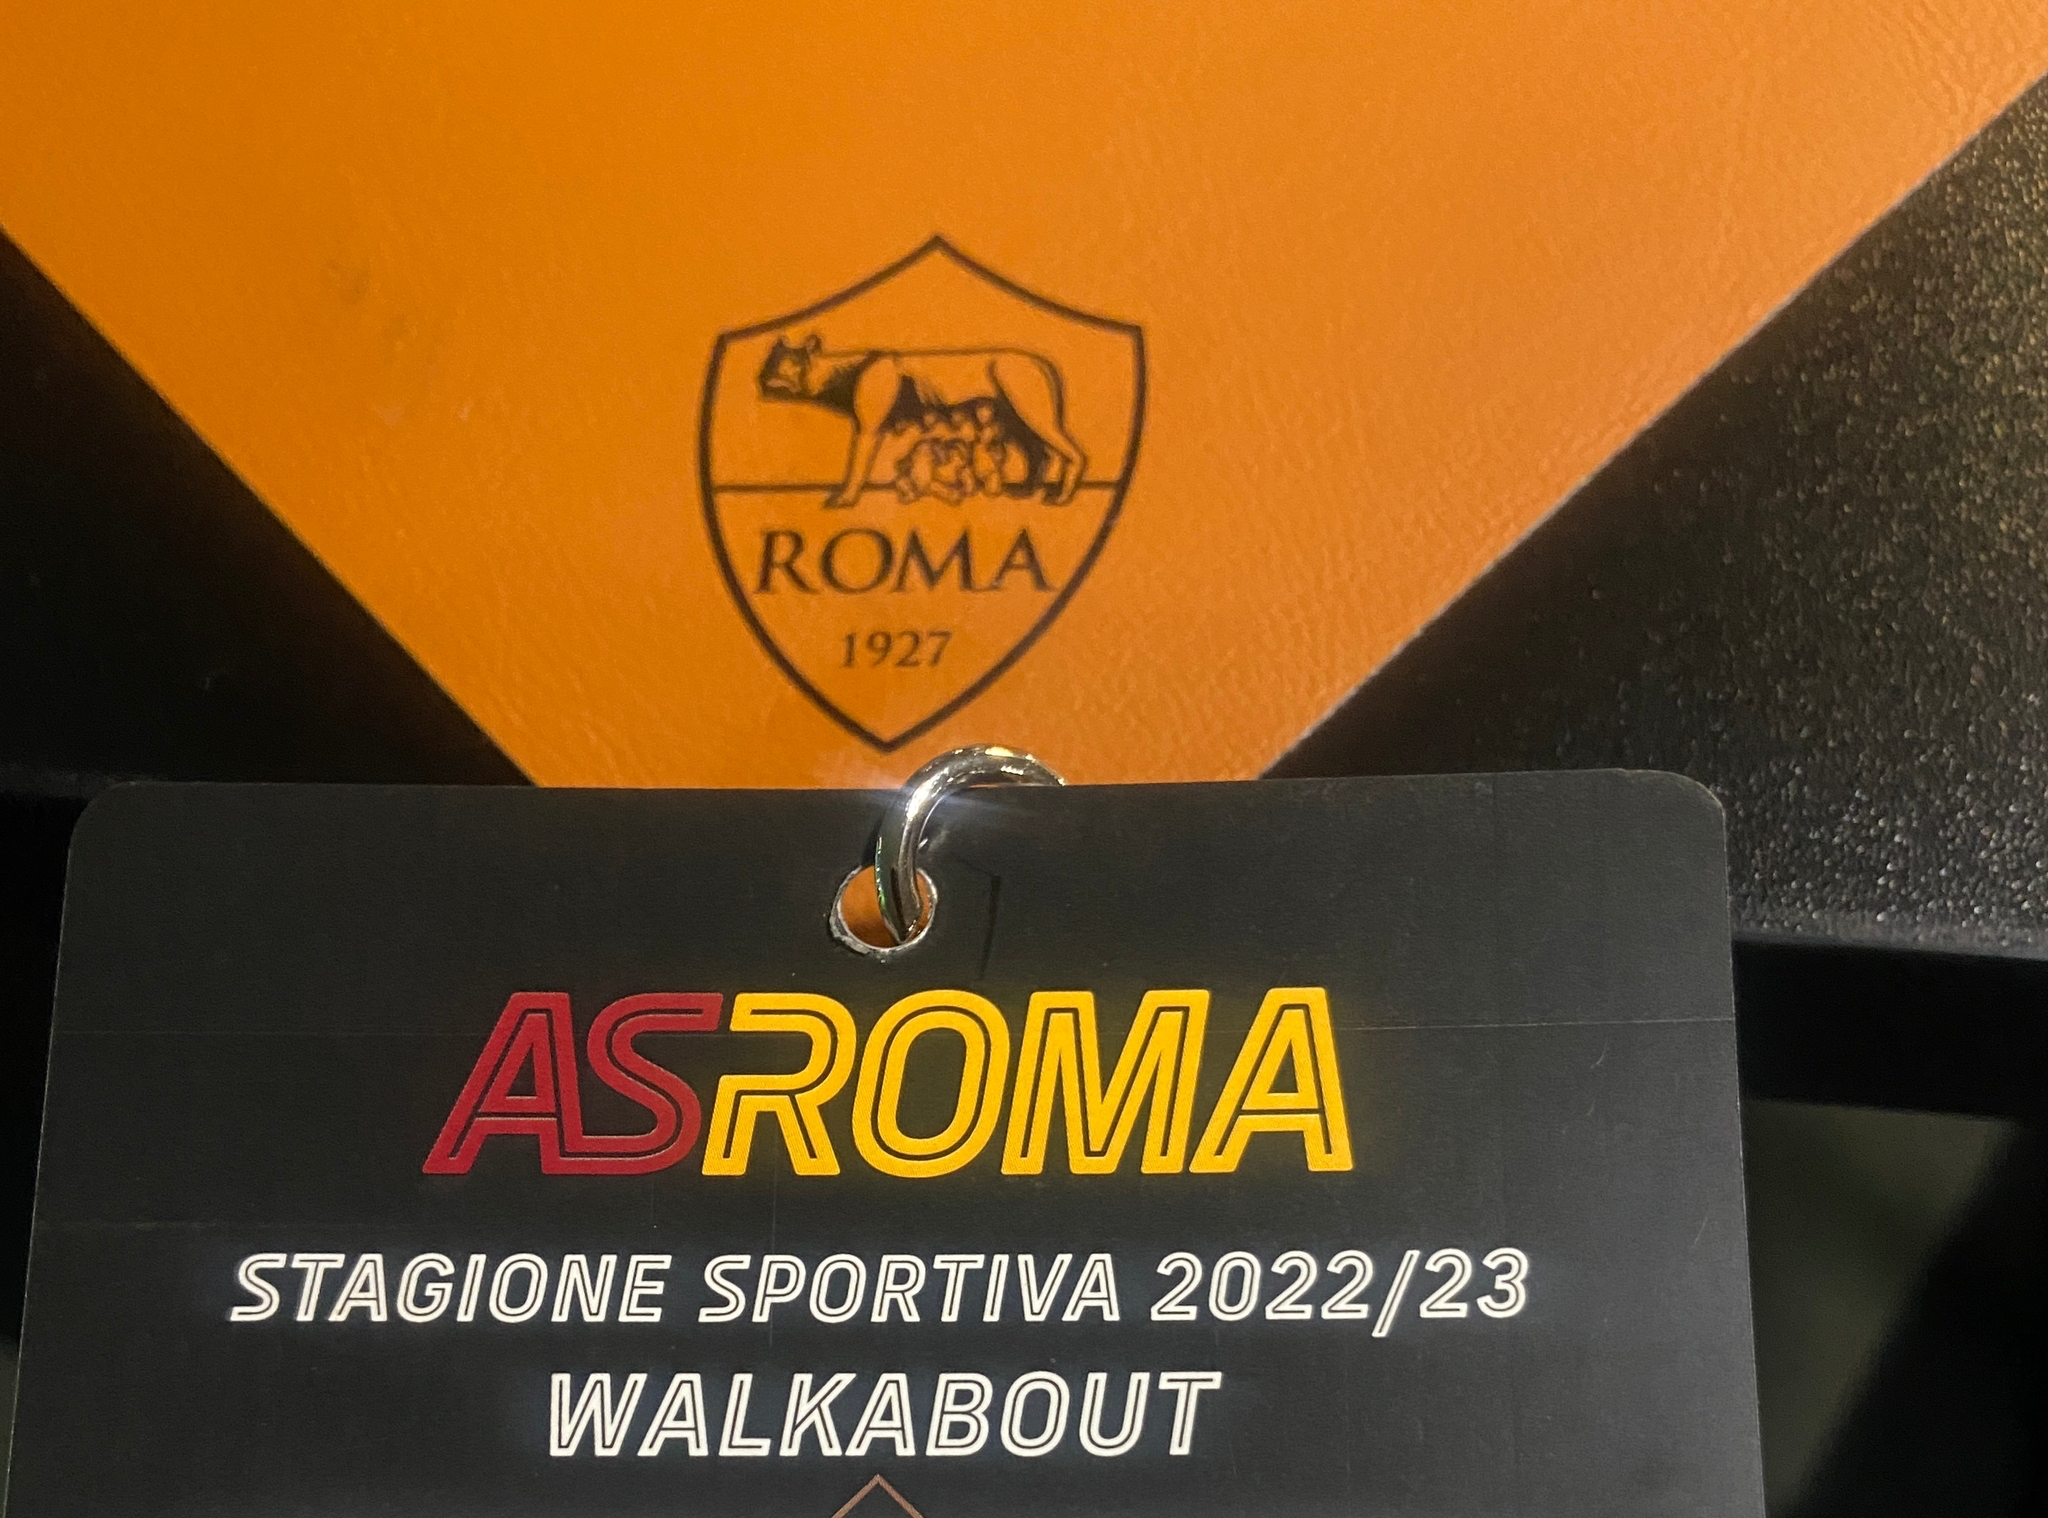 ROMA
1927
ASROMA
STAGIONE SPORTIVA 2022/23
WALKABOUT